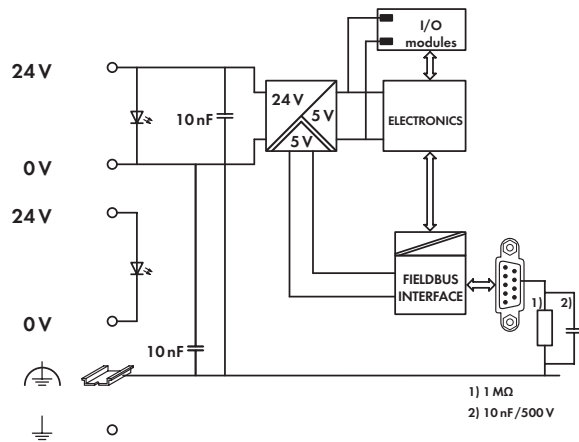 I/O
modules
24 V
24 V
5 V
5 V
10 nF
ELECTRONICS
0 V
24 V
FIELDBUS
INTERFACE
1)
2)
0 V
10 nF
1) 1 MΩ
2) 10 nF/500 V